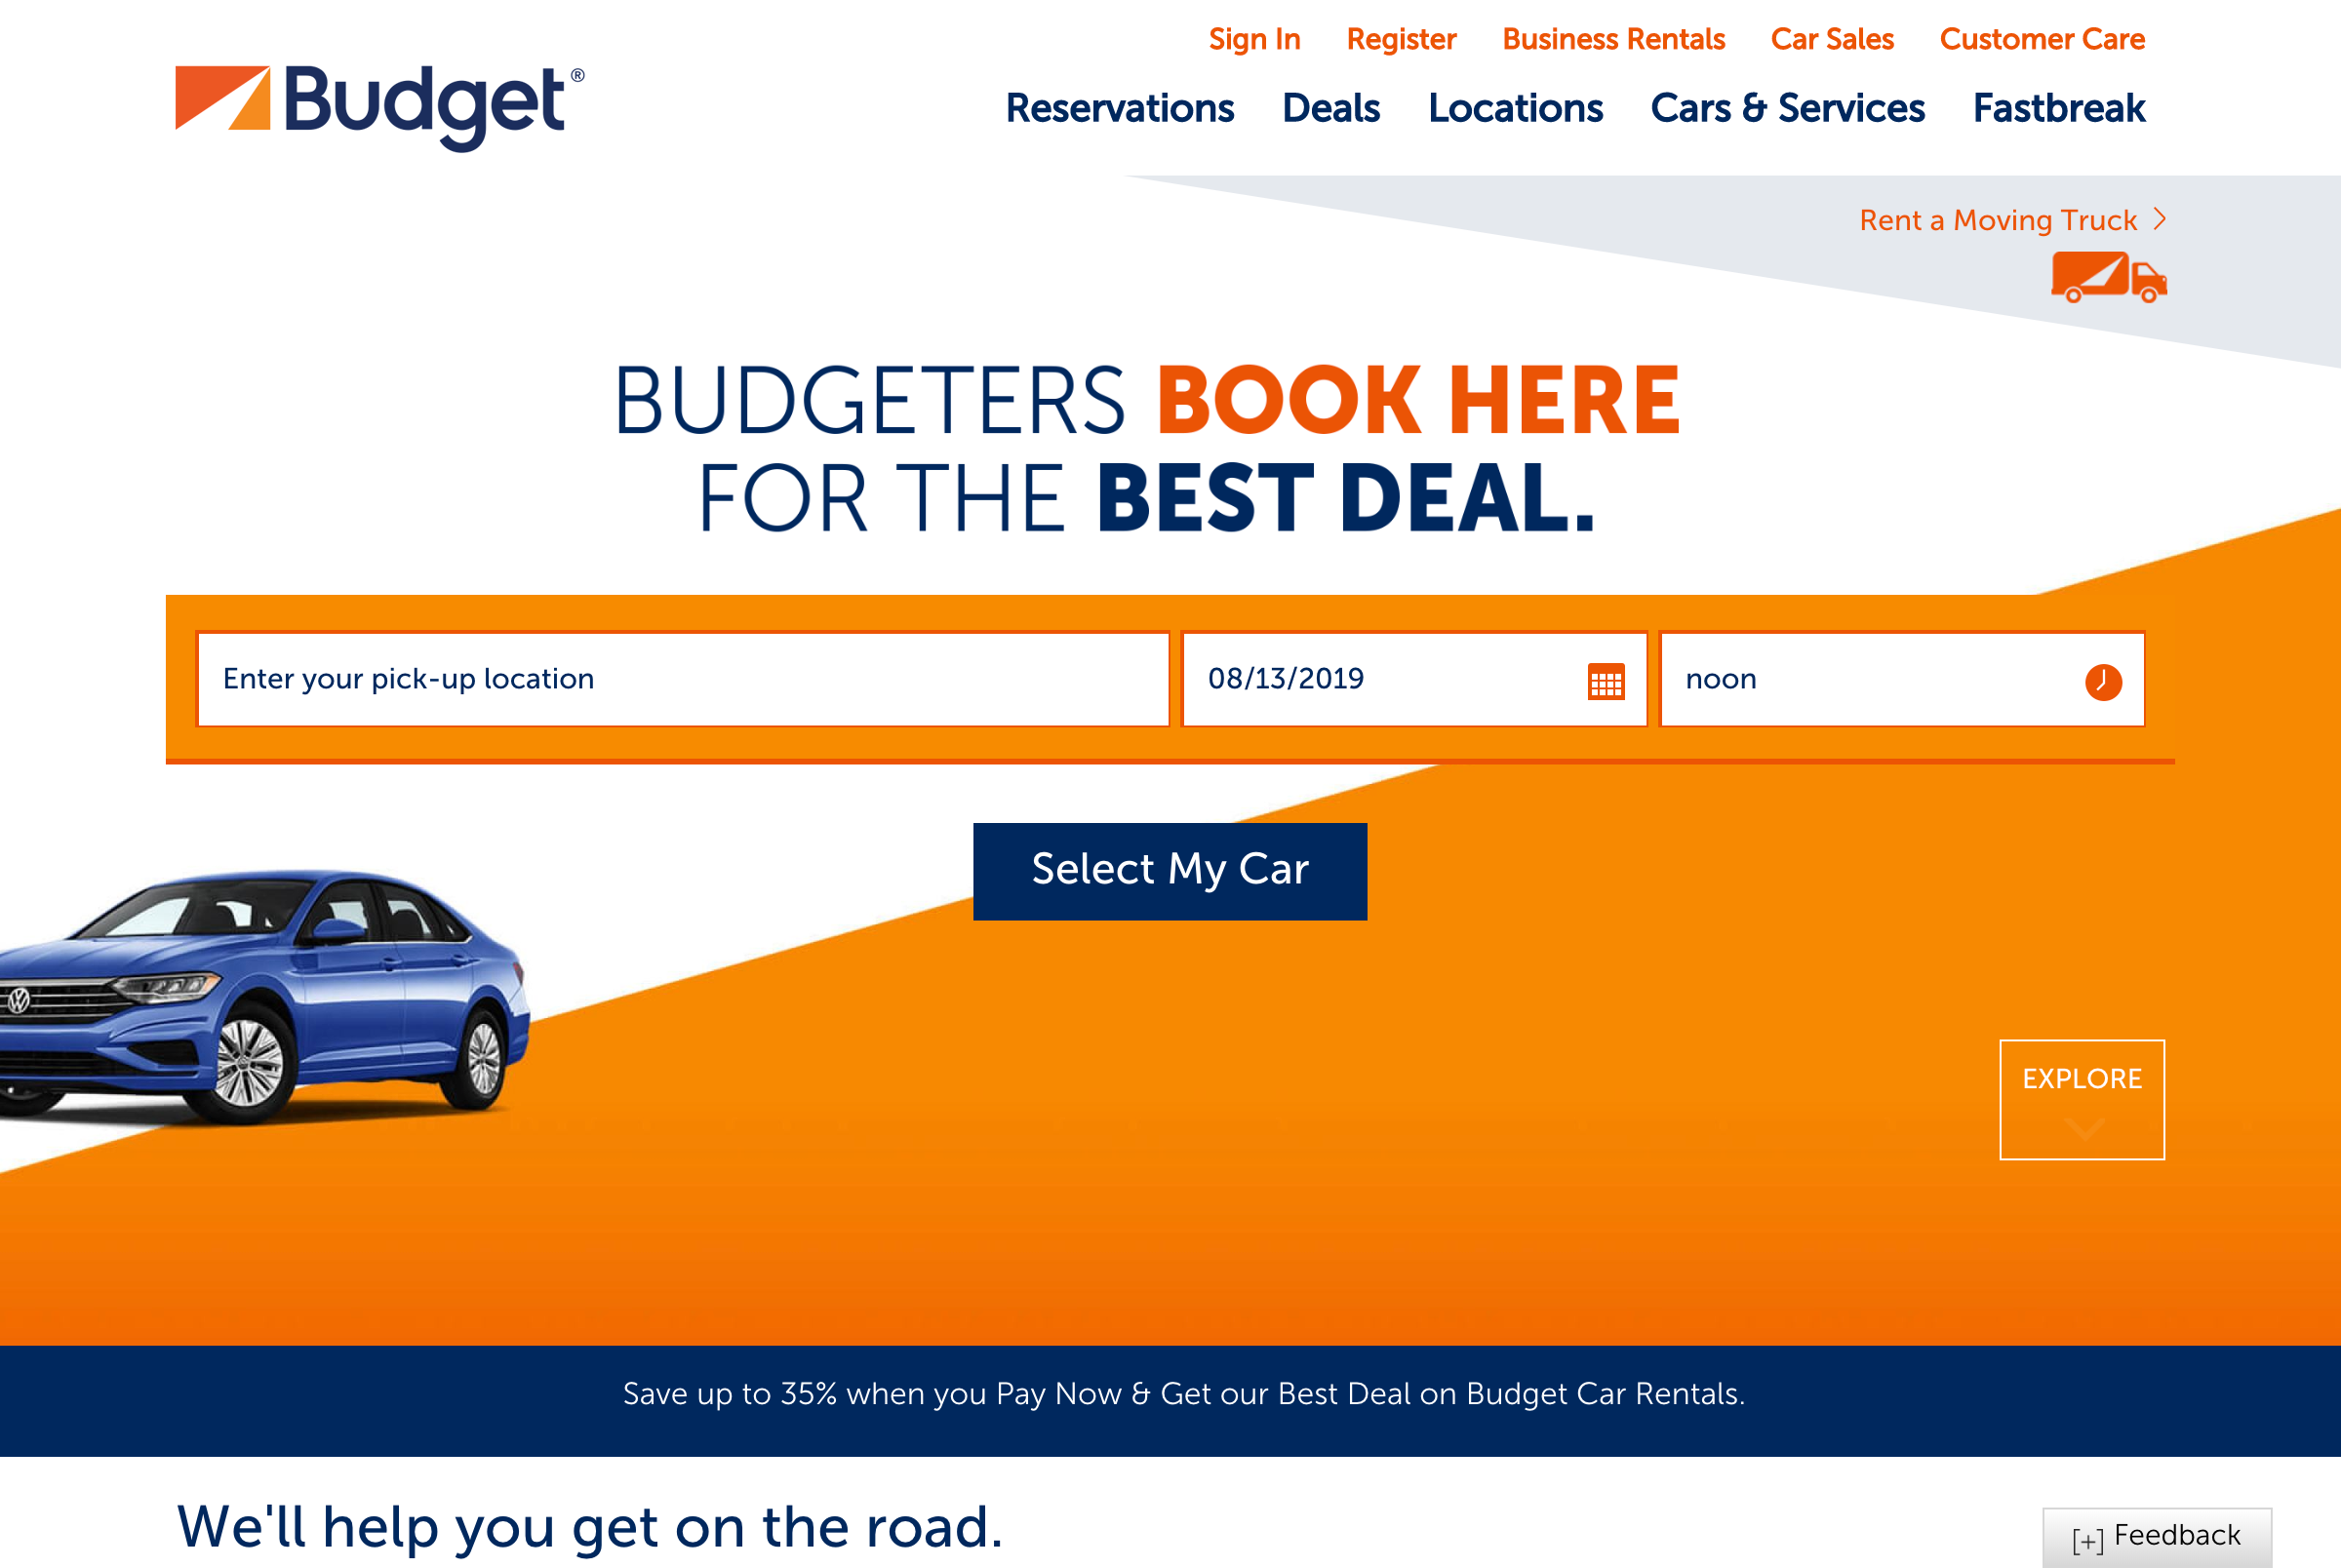 Sign In Register Business Rentals Car Sales Customer Care
Budget®
Reservations Deals Locations Cars & Services Fastbreak
Rent a Moving Truck
BUDGETERS BOOK HERE
FOR THE BEST DEAL.
Enter your pick-up location 08/13/2019 noon
Select My Car
EXPLORE
Save up to 35% when you Pay Now & Get our Best Deal on Budget Car Rentals.
We'll help you get on the road.
[+] Feedback